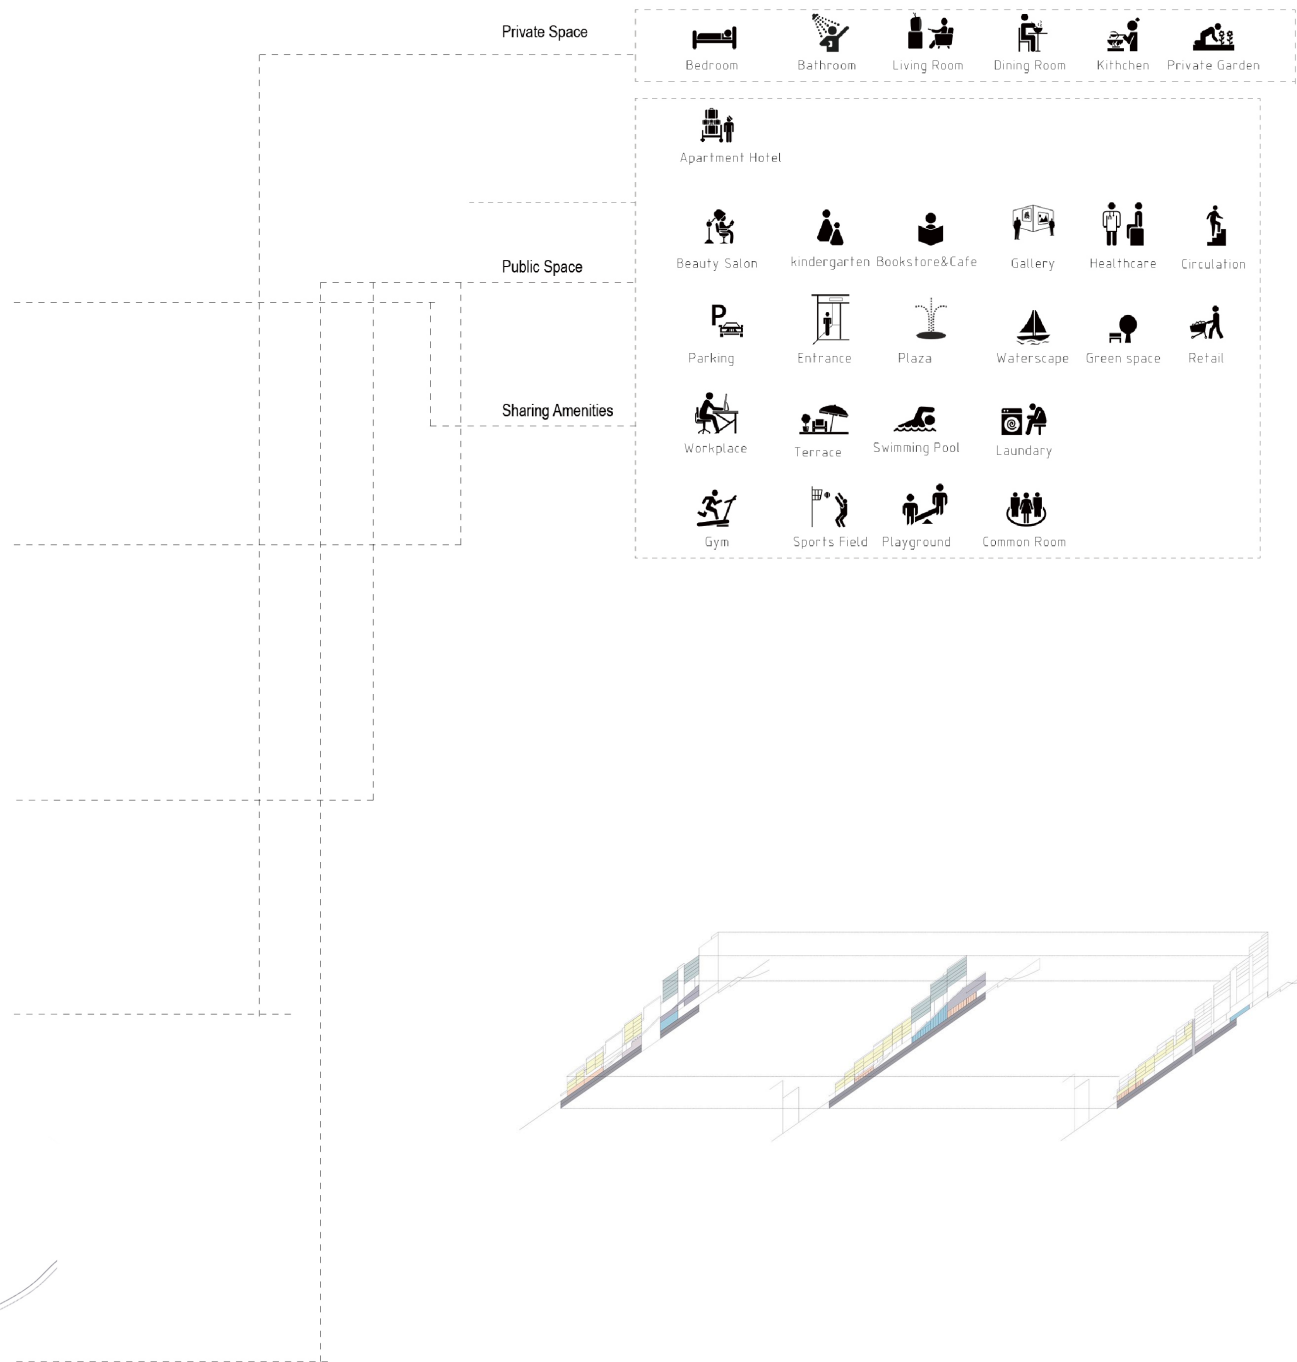 Private Space
Bedroom Bathroom Living Room Dining Room Kithchen Private Garden
Apartment Hotel
Public Space
Beauty Salon kindergarten Bookstore&Cafe Gallery Healthcare Circulation
P
Parking Entrance Plaza Waterscape Green space Retail
Sharing Amenities
Workplace Terrace Swimming Pool Laundary
Gym Sports Field Playground Common Room